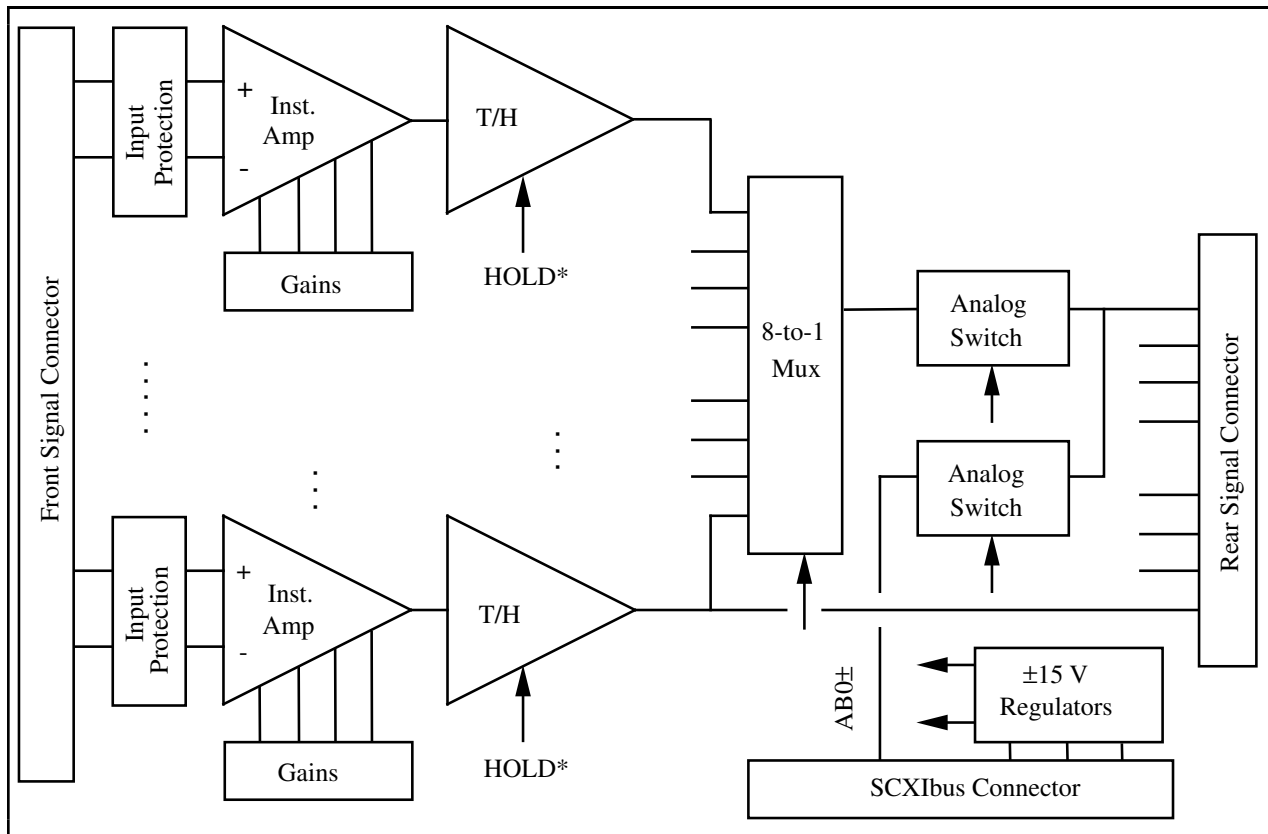 Front Signal Connector
Input
Protection
+
-
Inst.
Amp
Gains
T/H
HOLD*
Input
Protection
+
-
Inst.
Amp
Gains
T/H
HOLD*
8-to-1
Mux
Analog
Switch
Analog
Switch
Rear Signal Connector
AB0±
±15 V
Regulators
SCXIbus Connector